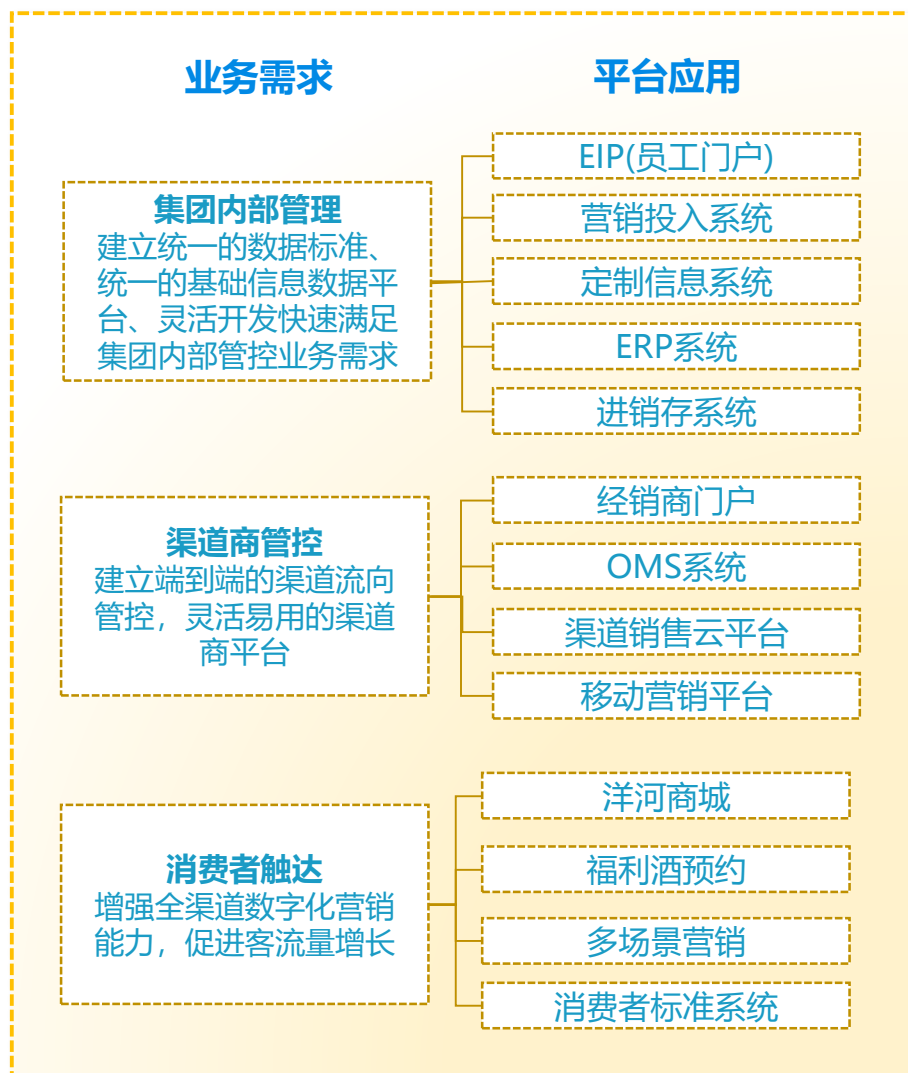 业务需求
平台应用
集团内部管理
建立统一的数据标准、
统一的基础信息数据平
台、灵活开发快速满足
集团内部管控业务需求
EIP(员工门户)
营销投入系统
定制信息系统
ERP系统
进销存系统
渠道商管控
建立端到端的渠道流向
管控，灵活易用的渠道
商平台
经销商门户
OMS系统
渠道销售云平台
移动营销平台
消费者触达
增强全渠道数字化营销
能力，促进客流量增长
洋河商城
福利酒预约
多场景营销
消费者标准系统